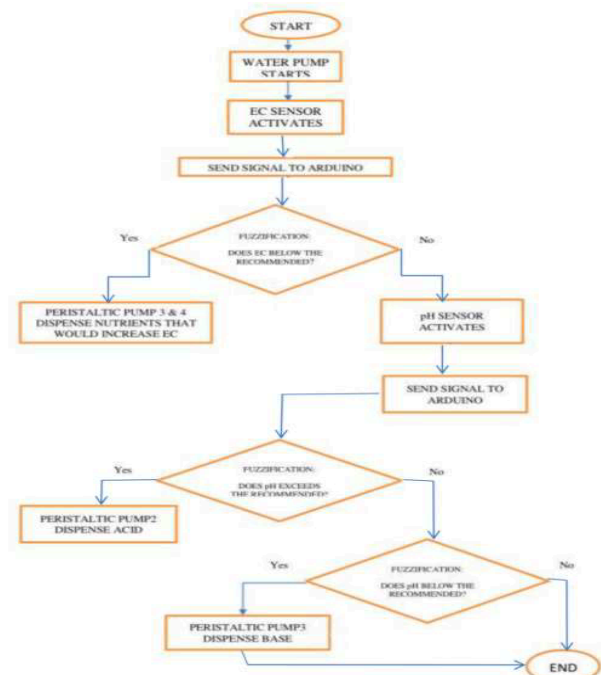 START
WATER PUMP
STARTS
EC SENSOR
ACTIVATES
SEND SIGNAL TO ARDUINO
FUZZIFICATION:
DOES EC BELOW THE
RECOMMENDED?
Yes
No
PERISTALTIC PUMP 3 & 4
DISPENSE NUTRIENTS THAT
WOULD INCREASE EC
pH SENSOR
ACTIVATES
SEND SIGNAL TO
ARDUINO
FUZZIFICATION:
DOES pH EXCEEDS
THE RECOMMENDED?
Yes
No
PERISTALTIC PUMP2
DISPENSE ACID
FUZZIFICATION:
DOES pH BELOW THE
RECOMMENDED?
Yes
No
PERISTALTIC PUMP3
DISPENSE BASE
END